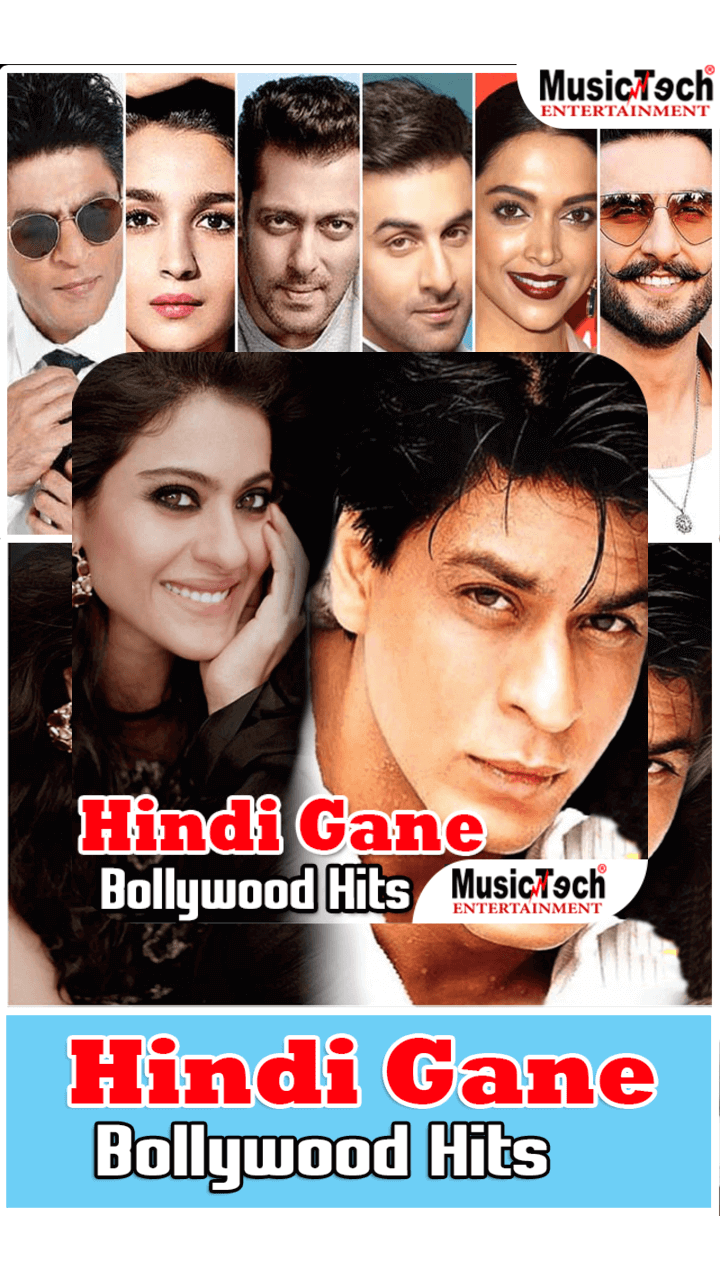 MusicTech®
ENTERTAINMENT
Hindi Gane
Bollywood Hits
MusicTech®
ENTERTAINMENT
Hindi Gane
Bollywood Hits